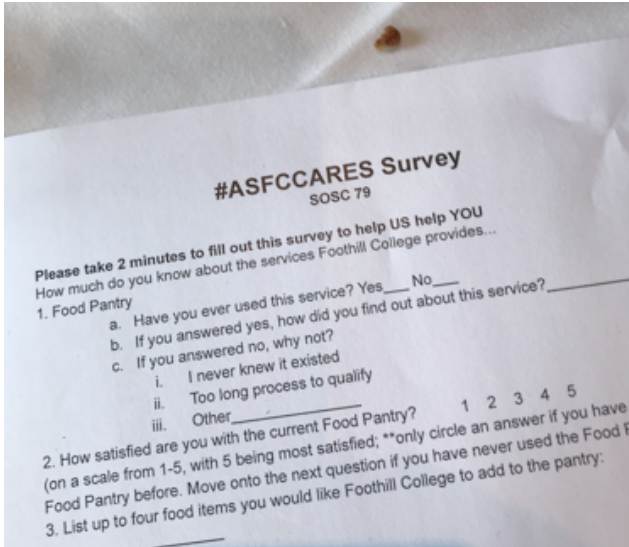 #ASFCCARES Survey
SOSC 79
Please take 2 minutes to fill out this survey to help US help YOU
How much do you know about the services Foothill College provides...
1. Food Pantry
a. Have you ever used this service? Yes____ No____
b. If you answered yes, how did you find out about this service?__________
c. If you answered no, why not?
i. I never knew it existed
ii. Too long process to qualify
iii. Other______________
2. How satisfied are you with the current Food Pantry? 1 2 3 4 5
(on a scale from 1-5, with 5 being most satisfied; **only circle an answer if you have
Food Pantry before. Move onto the next question if you have never used the Food
3. List up to four food items you would like Foothill College to add to the pantry:
__________